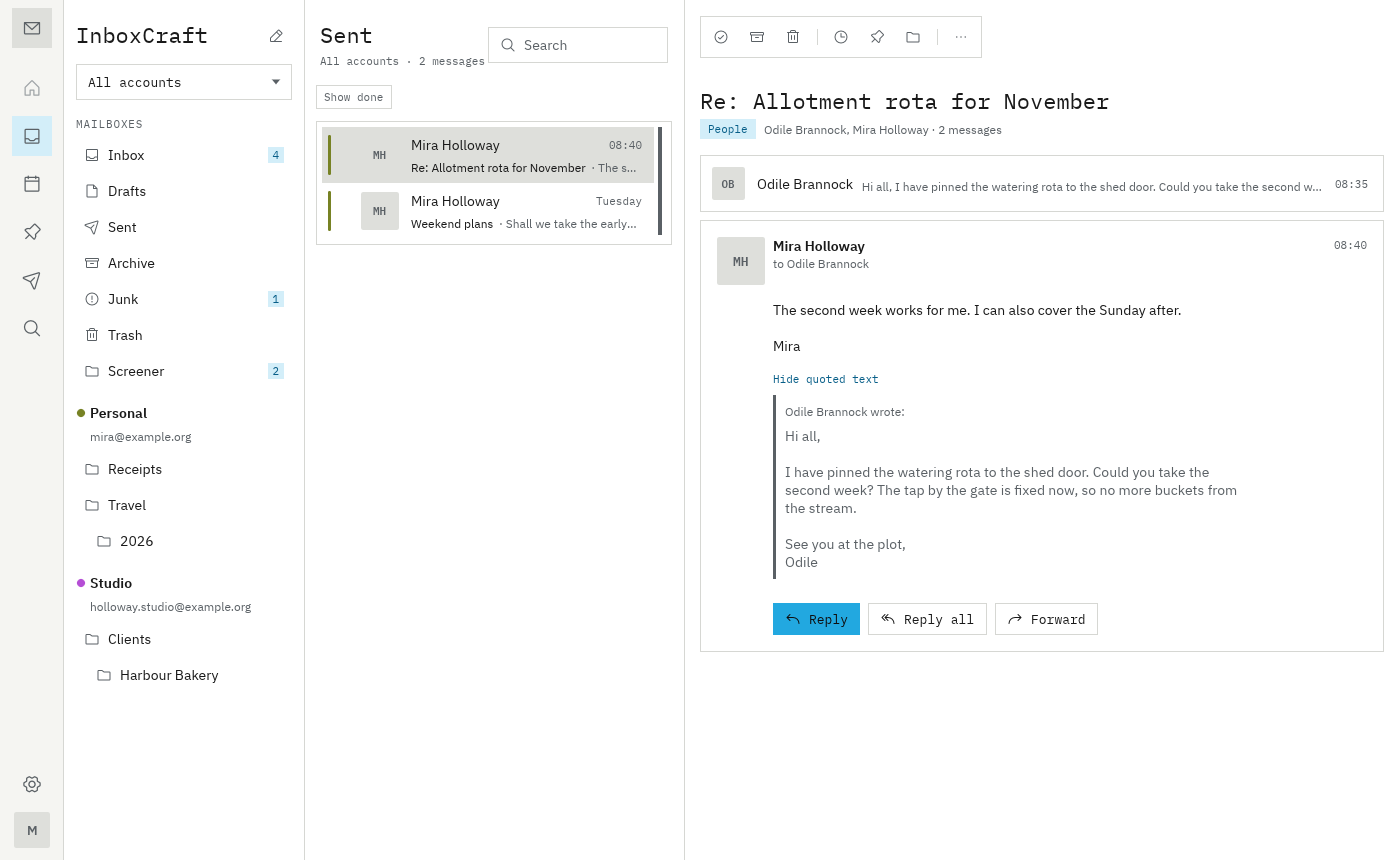 InboxCraft
All accounts
MAILBOXES
Inbox 4
Drafts
Sent
Archive
Junk 1
Trash
Screener 2
Personal
mira@example.org
Receipts
Travel
2026
Studio
holloway.studio@example.org
Clients
Harbour Bakery
M
Sent
All accounts · 2 messages
Search
Show done
MH Mira Holloway 08:40
Re: Allotment rota for November · The s…
MH Mira Holloway Tuesday
Weekend plans · Shall we take the early…
Re: Allotment rota for November
People Odile Brannock, Mira Holloway · 2 messages
OB Odile Brannock Hi all, I have pinned the watering rota to the shed door. Could you take the second w… 08:35
MH Mira Holloway 08:40
to Odile Brannock
The second week works for me. I can also cover the Sunday after.
Mira
Hide quoted text
Odile Brannock wrote:
Hi all,
I have pinned the watering rota to the shed door. Could you take the
second week? The tap by the gate is fixed now, so no more buckets from
the stream.
See you at the plot,
Odile
Reply Reply all Forward